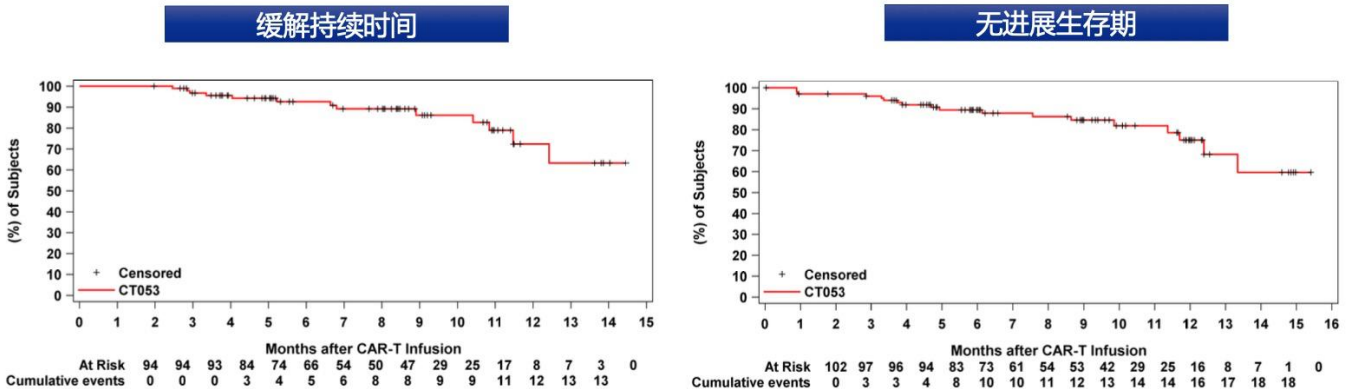 缓解持续时间
100
90
80
70
60
50
40
30
20
10
0
(%) of Subjects
+ Censored
CT053
0 1 2 3 4 5 6 7 8 9 10 11 12 13 14 15
Months after CAR-T Infusion
At Risk 94 94 93 84 74 66 54 50 47 29 25 17 8 7 3 0
Cumulative events 0 0 0 3 4 5 6 8 8 9 9 11 12 13 13
无进展生存期
100
90
80
70
60
50
40
30
20
10
0
(%) of Subjects
+ Censored
CT053
0 1 2 3 4 5 6 7 8 9 10 11 12 13 14 15 16
Months after CAR-T Infusion
At Risk 102 97 96 94 83 73 61 54 53 42 29 25 16 8 7 1 0
Cumulative events 0 3 3 4 8 10 10 11 12 13 14 14 16 17 18 18